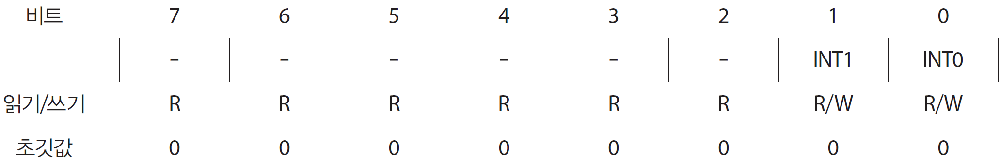 비트 7 6 5 4 3 2 1 0
– – – – – – INT1 INT0
읽기/쓰기 R R R R R R R/W R/W
초깃값 0 0 0 0 0 0 0 0